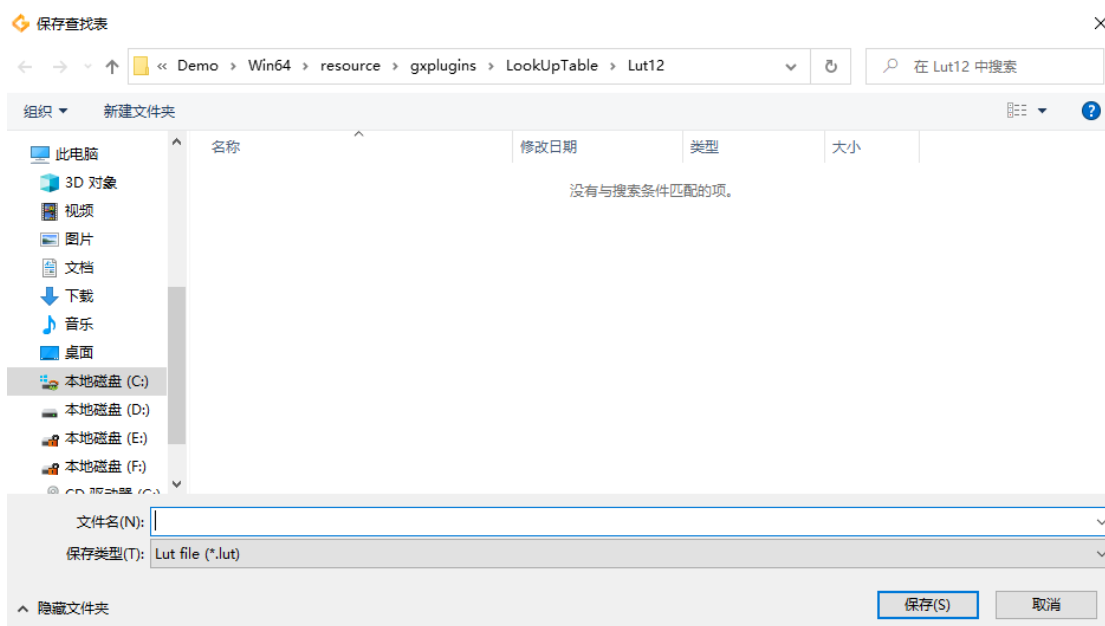 保存查找表
« Demo › Win64 › resource › gxplugins › LookUpTable › Lut12
在 Lut12 中搜索
组织 新建文件夹
名称 修改日期 类型 大小
没有与搜索条件匹配的项。
此电脑
3D 对象
视频
图片
文档
下载
音乐
桌面
本地磁盘 (C:)
本地磁盘 (D:)
本地磁盘 (E:)
本地磁盘 (F:)
文件名(N):
保存类型(T): Lut file (*.lut)
隐藏文件夹
保存(S) 取消